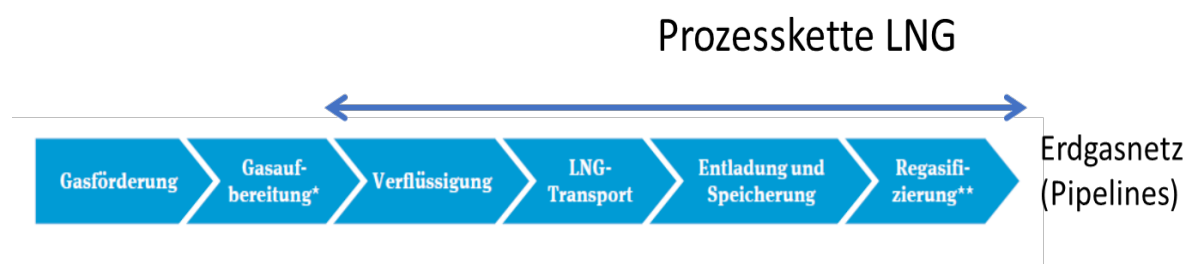 Prozesskette LNG
Gasförderung
Gasauf-
bereitung*
Verflüssigung
LNG-
Transport
Entladung und
Speicherung
Regasifi-
zierung**
Erdgasnetz
(Pipelines)